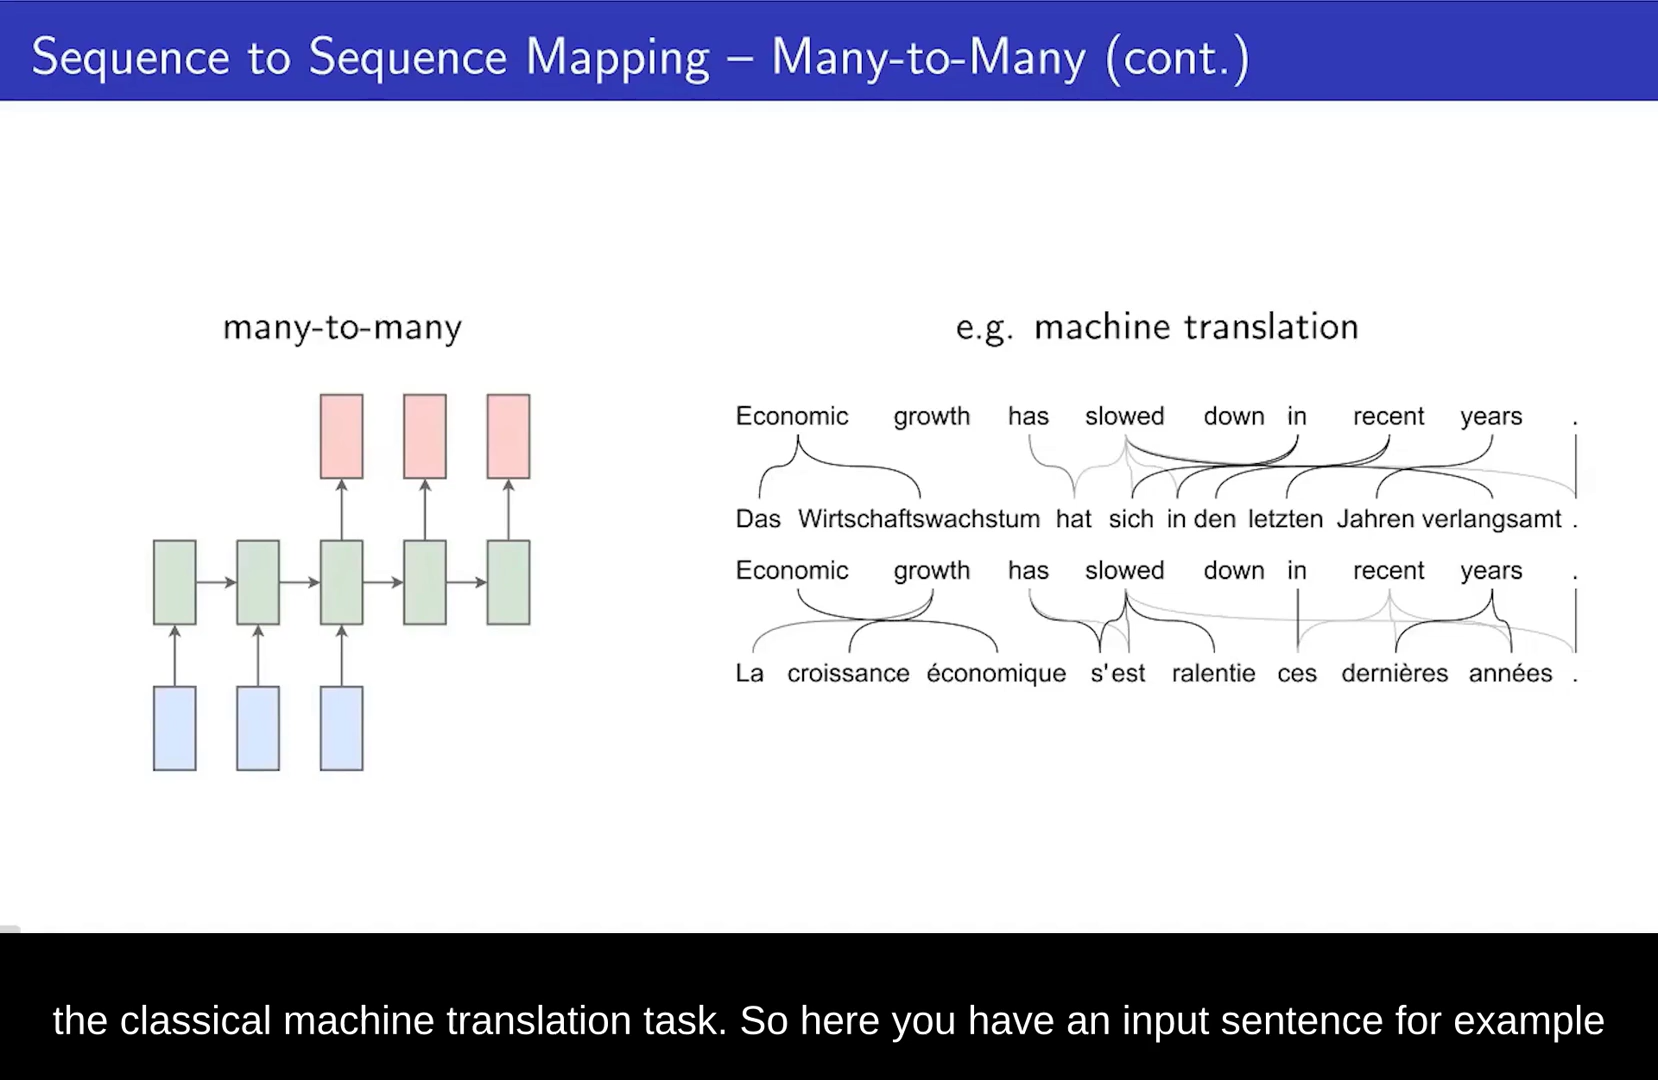 Sequence to Sequence Mapping – Many-to-Many (cont.)
many-to-many
e.g. machine translation
Economic growth has slowed down in recent years .
Das Wirtschaftswachstum hat sich in den letzten Jahren verlangsamt .
Economic growth has slowed down in recent years .
La croissance économique s'est ralentie ces dernières années .
the classical machine translation task. So here you have an input sentence for example